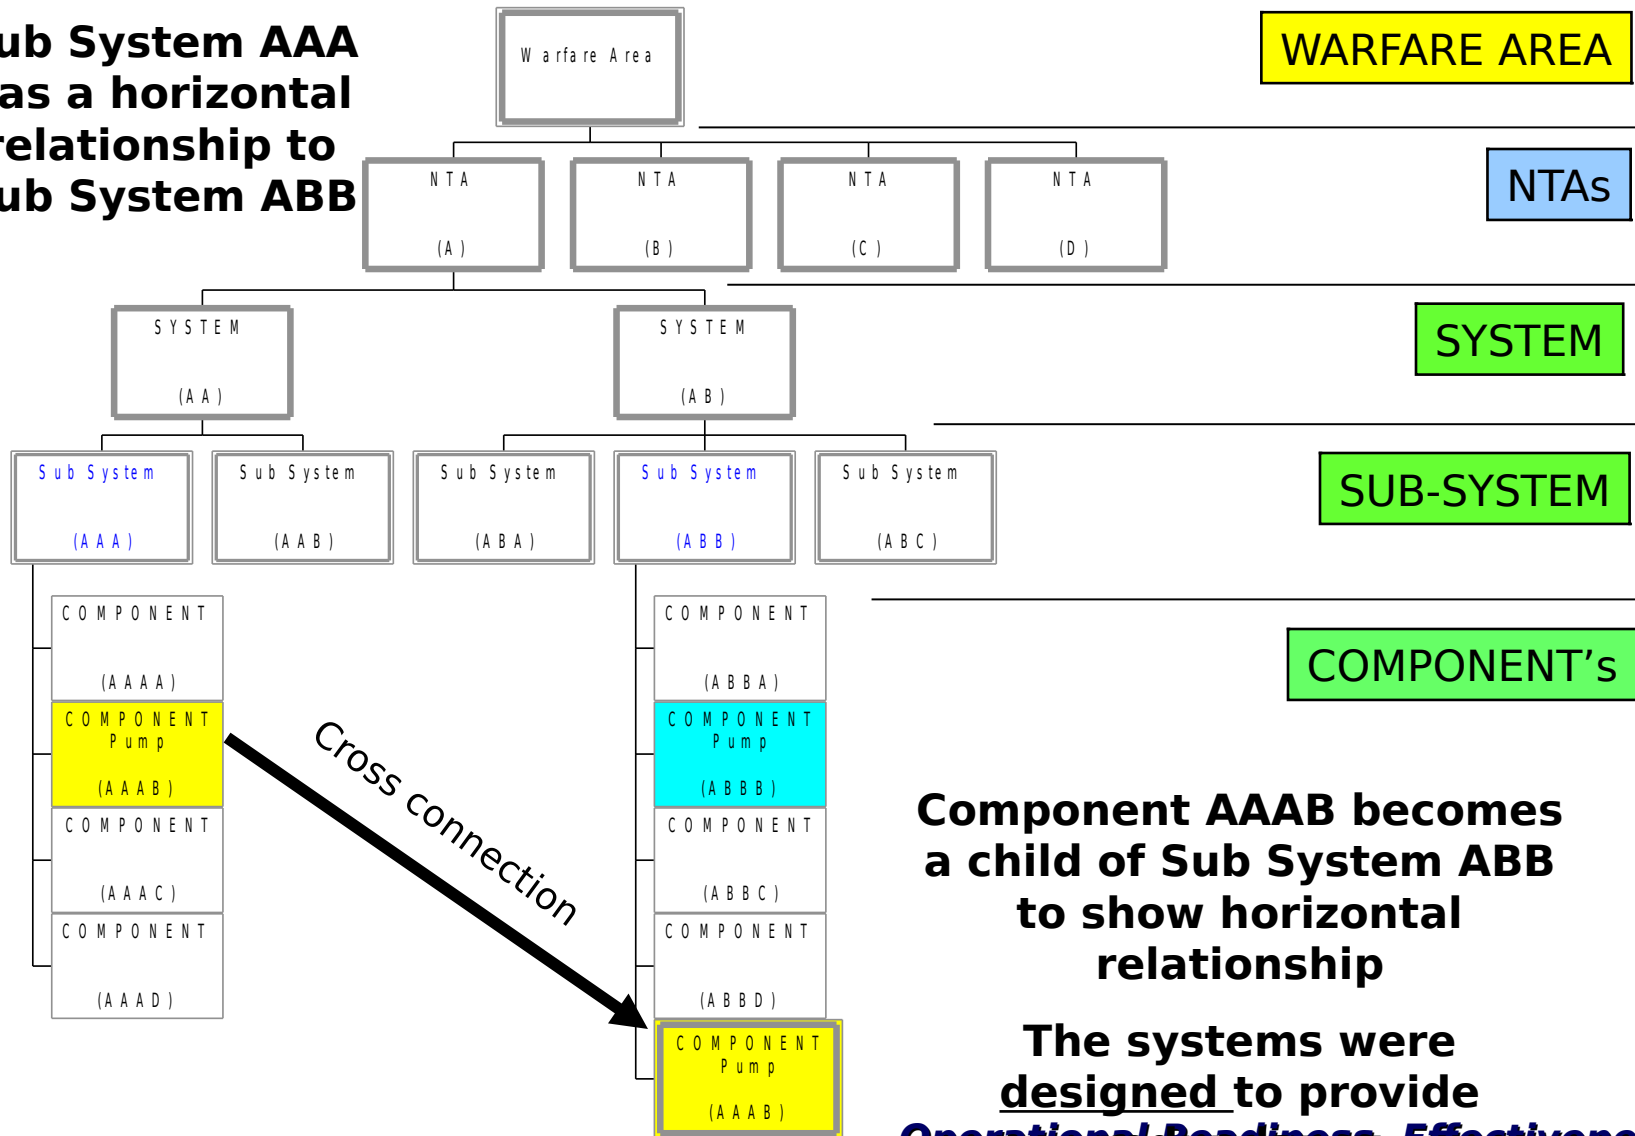 ub System AAA
as a horizontal
relationship to
ub System ABB
Warfare Area
WARFARE AREA
NTA
(A)
NTA
(B)
NTA
(C)
NTA
(D)
NTAs
SYSTEM
(AA)
SYSTEM
(AB)
SYSTEM
Sub System
(AAA)
Sub System
(AAB)
Sub System
(ABA)
Sub System
(ABB)
Sub System
(ABC)
SUB-SYSTEM
COMPONENT
(AAAA)
COMPONENT
Pump
(AAAB)
COMPONENT
(AAAC)
COMPONENT
(AAAD)
Cross connection
COMPONENT
(ABBA)
COMPONENT
Pump
(ABBB)
COMPONENT
(ABBC)
COMPONENT
(ABBD)
COMPONENT
Pump
(AAAB)
COMPONENT’s
Component AAAB becomes
a child of Sub System ABB
to show horizontal
relationship
The systems were
designed to provide
Operational Readiness, Effectivene